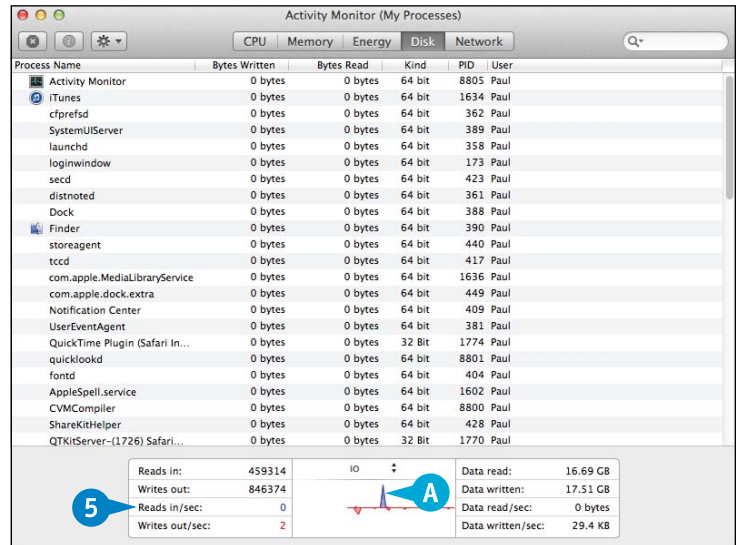 Activity Monitor (My Processes)
CPU Memory Energy Disk Network Q
Process Name Bytes Written Bytes Read Kind PID User
Activity Monitor 0 bytes 0 bytes 64 bit 8805 Paul
iTunes 0 bytes 0 bytes 64 bit 1634 Paul
cfprefsd 0 bytes 0 bytes 64 bit 362 Paul
SystemUIServer 0 bytes 0 bytes 64 bit 389 Paul
launchd 0 bytes 0 bytes 64 bit 358 Paul
loginwindow 0 bytes 0 bytes 64 bit 173 Paul
secd 0 bytes 0 bytes 64 bit 423 Paul
distnoted 0 bytes 0 bytes 64 bit 361 Paul
Dock 0 bytes 0 bytes 64 bit 388 Paul
Finder 0 bytes 0 bytes 64 bit 390 Paul
storeagent 0 bytes 0 bytes 64 bit 440 Paul
tccd 0 bytes 0 bytes 64 bit 417 Paul
com.apple.MediaLibraryService 0 bytes 0 bytes 64 bit 1636 Paul
com.apple.dock.extra 0 bytes 0 bytes 64 bit 449 Paul
Notification Center 0 bytes 0 bytes 64 bit 409 Paul
UserEventAgent 0 bytes 0 bytes 64 bit 381 Paul
QuickTime Plugin (Safari In... 0 bytes 0 bytes 32 Bit 1774 Paul
quicklookd 0 bytes 0 bytes 64 bit 8801 Paul
fontd 0 bytes 0 bytes 64 bit 404 Paul
AppleSpell.service 0 bytes 0 bytes 64 bit 1602 Paul
CVMCompiler 0 bytes 0 bytes 64 bit 8800 Paul
ShareKitHelper 0 bytes 0 bytes 64 bit 428 Paul
QTKitServer-(1726) Safari... 0 bytes 0 bytes 32 Bit 1770 Paul
Reads in: 459314 IO Data read: 16.69 GB
Writes out: 846374 A Data written: 17.51 GB
5 Reads in/sec: 0 Data read/sec: 0 bytes
Writes out/sec: 2 Data written/sec: 29.4 KB